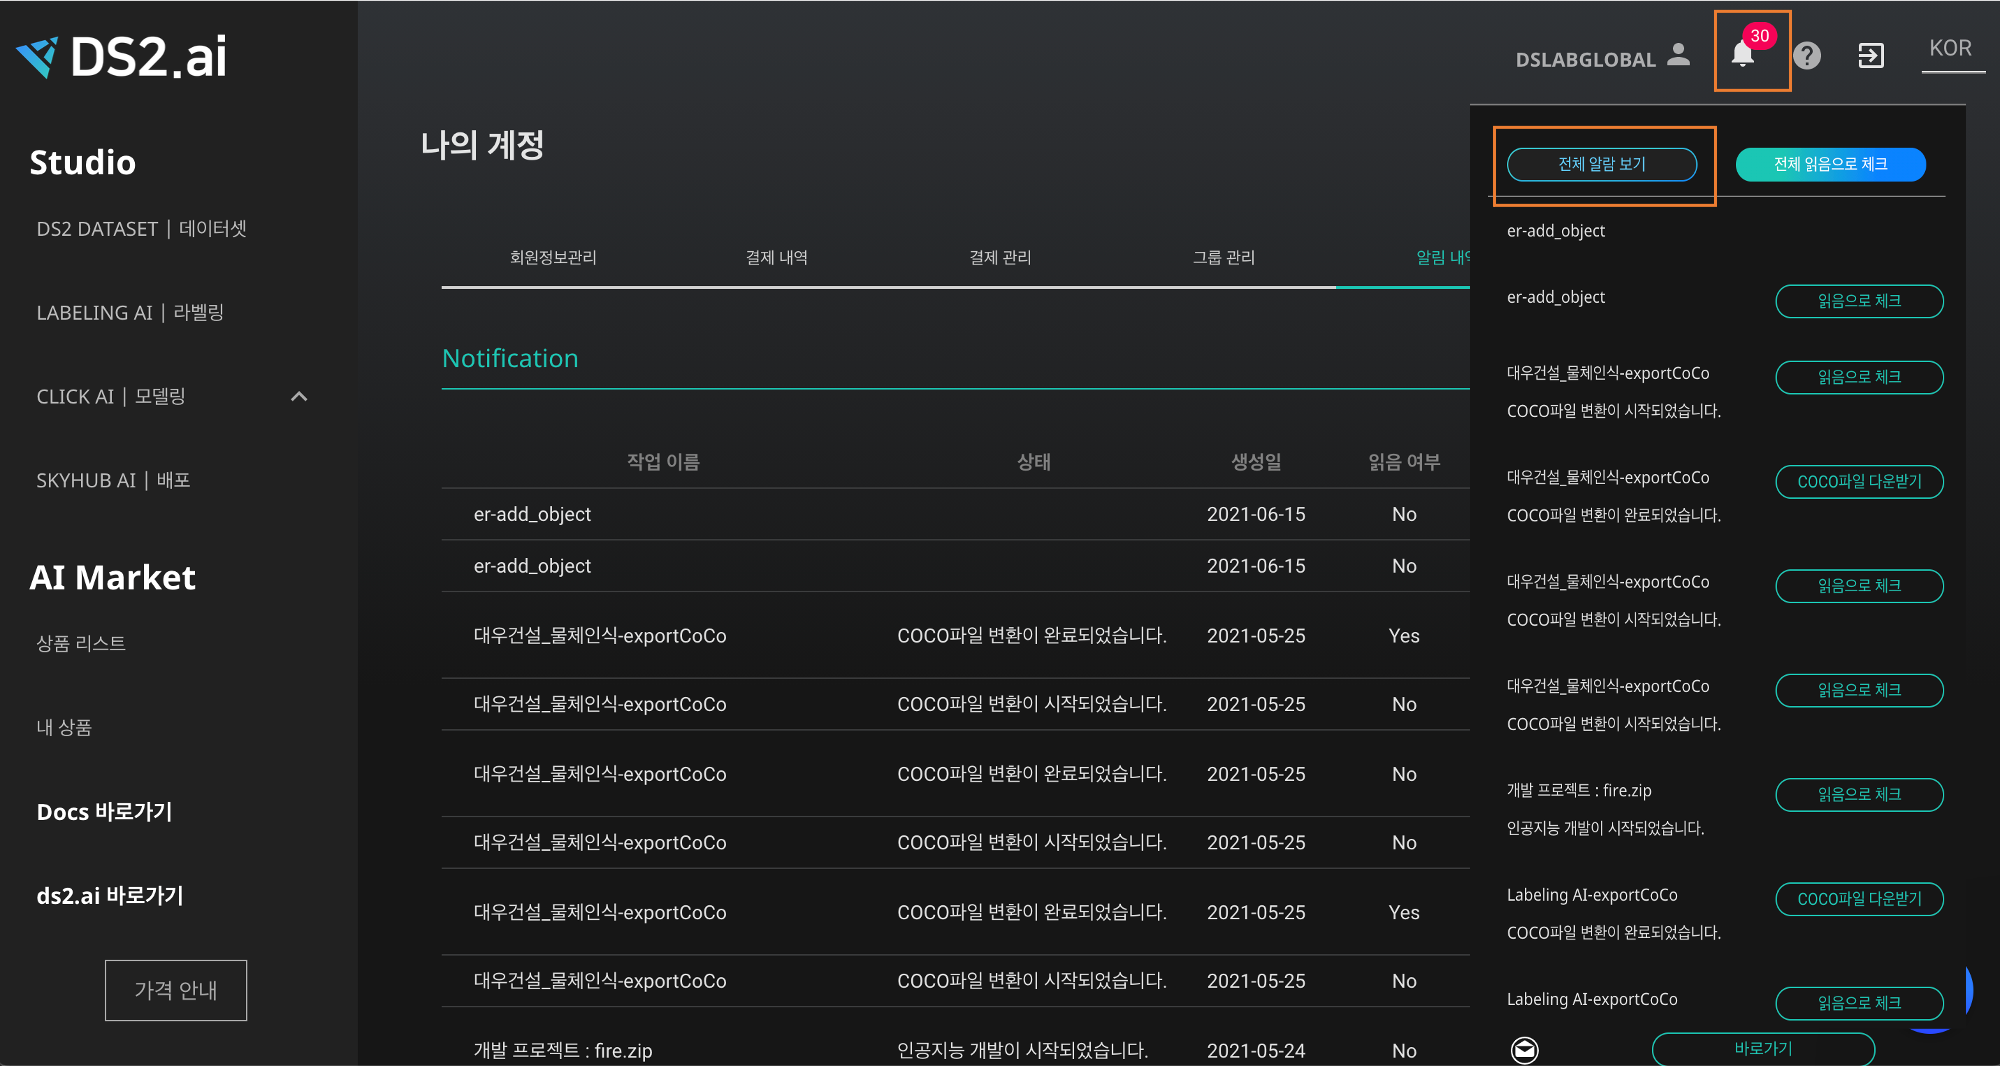 DS2.ai
DSLABGLOBAL
30
?
KOR
Studio
DS2 DATASET | 데이터셋
LABELING AI | 라벨링
CLICK AI | 모델링
SKYHUB AI | 배포
AI Market
상품 리스트
내 상품
Docs 바로가기
ds2.ai 바로가기
가격 안내
나의 계정
회원정보관리 결제 내역 결제 관리 그룹 관리 알림 내역
Notification
작업 이름 상태 생성일 읽음 여부
er-add_object 2021-06-15 No
er-add_object 2021-06-15 No
대우건설_물체인식-exportCoCo COCO파일 변환이 완료되었습니다. 2021-05-25 Yes
대우건설_물체인식-exportCoCo COCO파일 변환이 시작되었습니다. 2021-05-25 No
대우건설_물체인식-exportCoCo COCO파일 변환이 완료되었습니다. 2021-05-25 No
대우건설_물체인식-exportCoCo COCO파일 변환이 시작되었습니다. 2021-05-25 No
대우건설_물체인식-exportCoCo COCO파일 변환이 완료되었습니다. 2021-05-25 Yes
대우건설_물체인식-exportCoCo COCO파일 변환이 시작되었습니다. 2021-05-25 No
개발 프로젝트 : fire.zip 인공지능 개발이 시작되었습니다. 2021-05-24 No
전체 알람 보기 전체 읽음으로 체크
er-add_object
er-add_object 읽음으로 체크
대우건설_물체인식-exportCoCo 읽음으로 체크
COCO파일 변환이 시작되었습니다.
대우건설_물체인식-exportCoCo COCO파일 다운받기
COCO파일 변환이 완료되었습니다.
대우건설_물체인식-exportCoCo 읽음으로 체크
COCO파일 변환이 시작되었습니다.
대우건설_물체인식-exportCoCo 읽음으로 체크
COCO파일 변환이 시작되었습니다.
개발 프로젝트 : fire.zip 읽음으로 체크
인공지능 개발이 시작되었습니다.
Labeling AI-exportCoCo COCO파일 다운받기
COCO파일 변환이 완료되었습니다.
Labeling AI-exportCoCo 읽음으로 체크
바로가기